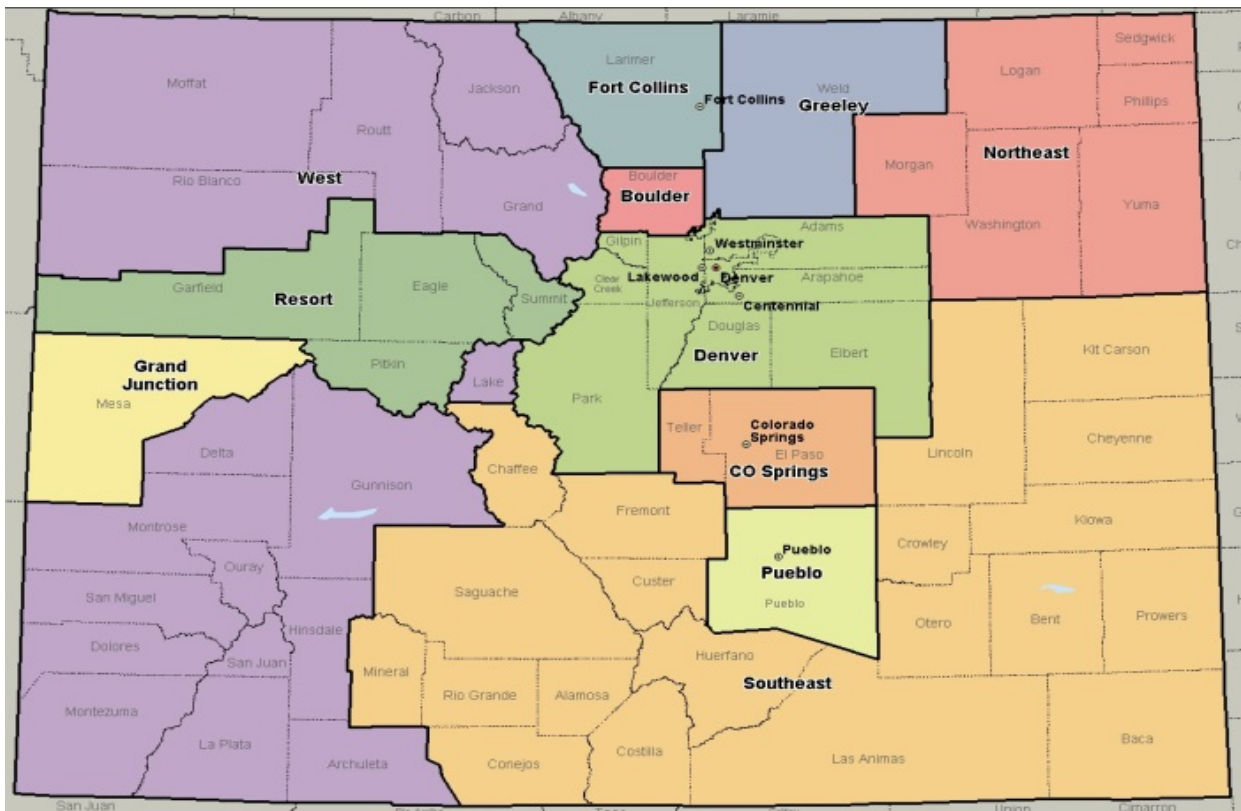 Carbon
Albany
Laramie
Moffat
Jackson
Larimer
Fort Collins
Fort Collins
Weld
Greeley
Logan
Sedgwick
Phillips
Routt
Rio Blanco
West
Grand
Boulder
Boulder
Morgan
Northeast
Washington
Yuma
Garfield
Resort
Eagle
Summit
Gilpin
Clear
Creek
Westminster
Adams
Lakewood
Denver
Arapahoe
Jefferson
Centennial
Douglas
Denver
Elbert
Kit Carson
Grand
Junction
Mesa
Pitkin
Lake
Park
Teller
Colorado
Springs
El Paso
CO Springs
Lincoln
Cheyenne
Delta
Gunnison
Chaffee
Fremont
Kiowa
Crowley
Montrose
Ouray
San Miguel
Dolores
San Juan
Hinsdale
Saguache
Custer
Pueblo
Pueblo
Pueblo
Otero
Bent
Prowers
Montezuma
La Plata
Mineral
Rio Grande
Alamosa
Huerfano
Southeast
Archuleta
Conejos
Costilla
Las Animas
Baca
San Juan
Union
Cimarron